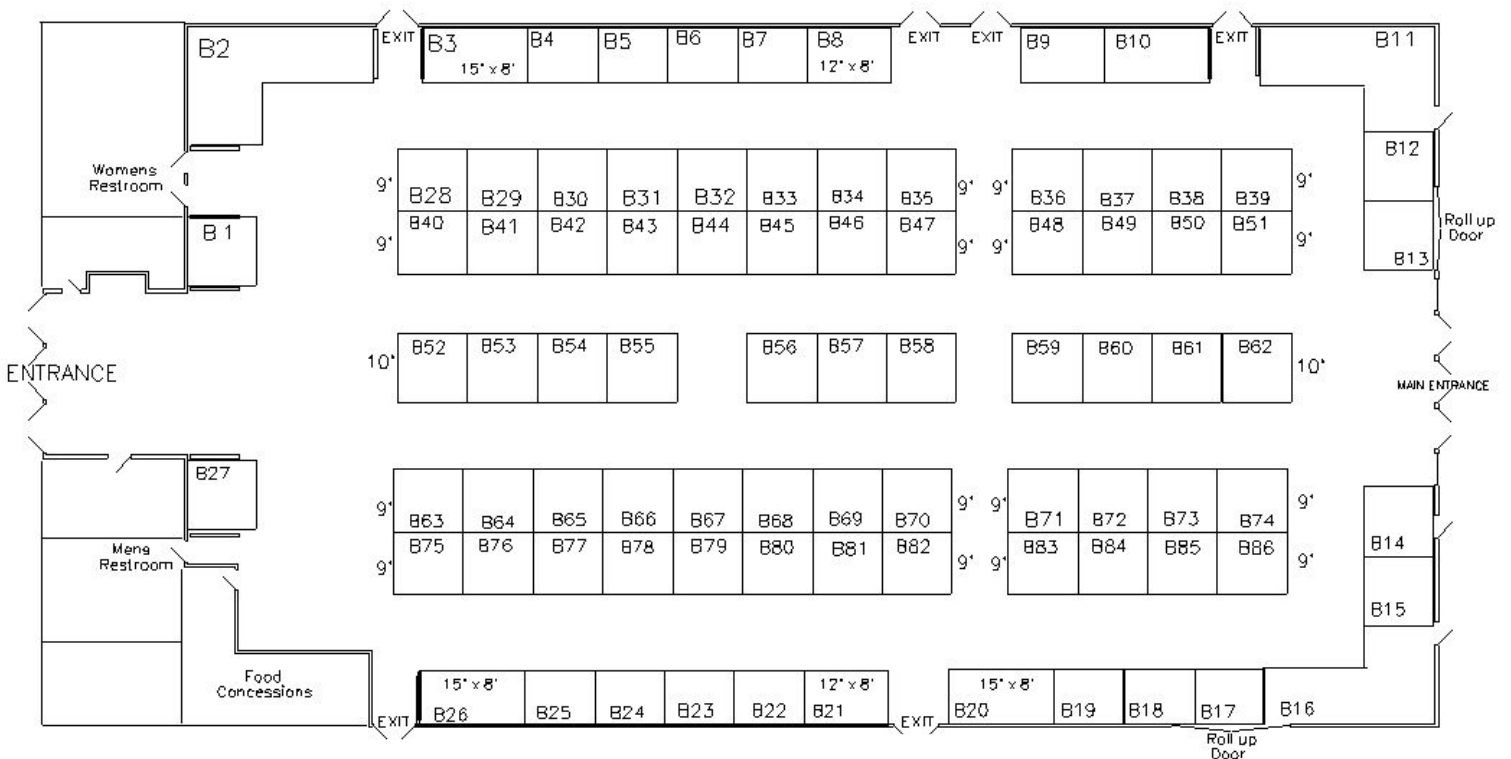 EXIT
EXIT
EXIT
EXIT
B2
B3
B4
B5
B6
B7
B8
B9
B10
B11
15' x 8'
12' x 8'
B12
Womens
Restroom
9'
9'
9'
9'
B28
B29
B30
B31
B32
B33
B34
B35
B36
B37
B38
B39
B40
B41
B42
B43
B44
B45
B46
B47
B48
B49
B50
B51
9'
9'
9'
9'
B1
Roll up
Door
B13
B52
B53
B54
B55
B56
B57
B58
B59
B60
B61
B62
10'
10'
ENTRANCE
MAIN ENTRANCE
B27
9'
9'
9'
9'
B63
B64
B65
B66
B67
B68
B69
B70
B71
B72
B73
B74
B75
B76
B77
B78
B79
B80
B81
B82
B83
B84
B85
B86
9'
9'
9'
9'
B14
Mens
Restroom
B15
Food
Concessions
15' x 8'
12' x 8'
15' x 8'
B26
B25
B24
B23
B22
B21
B20
B19
B18
B17
B16
EXIT
EXIT
Roll up
Door